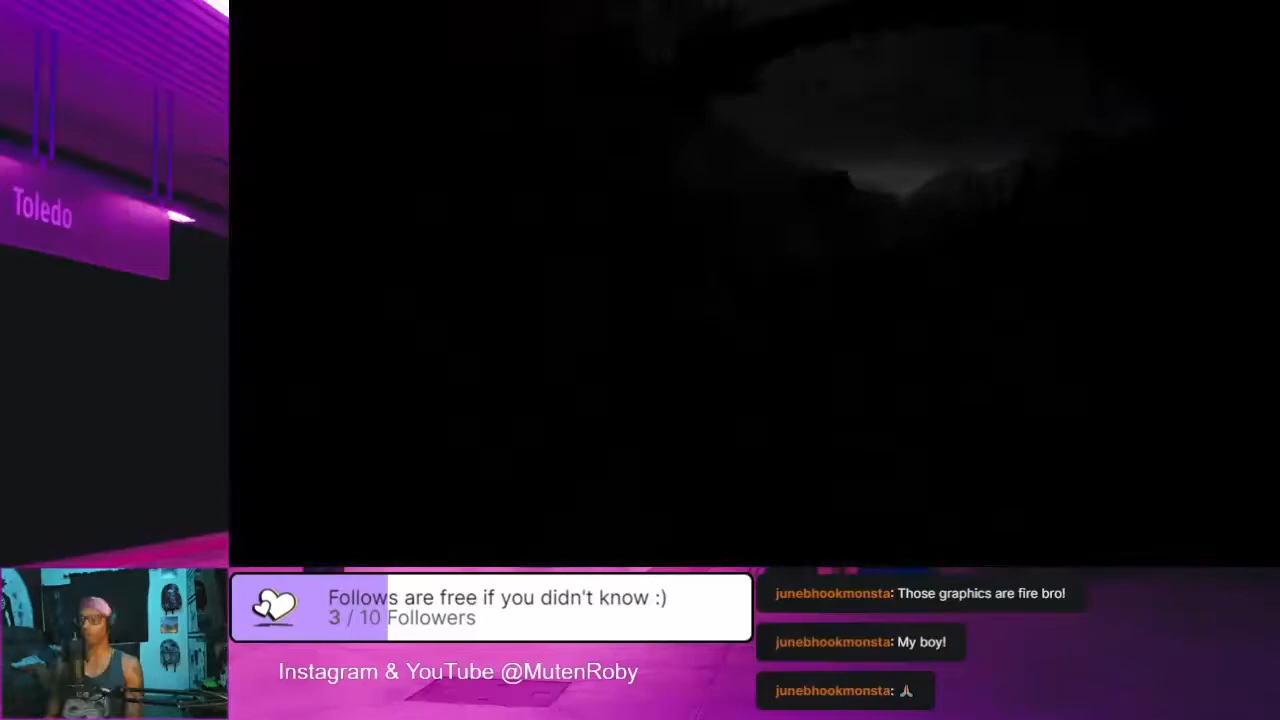 Toledo
Follows are free if you didn't know :)
3 / 10 Followers
Instagram & YouTube @MutenRoby
junebhookmonsta: Those graphics are fire bro!
junebhookmonsta: My boy!
junebhookmonsta: 🙏🏽